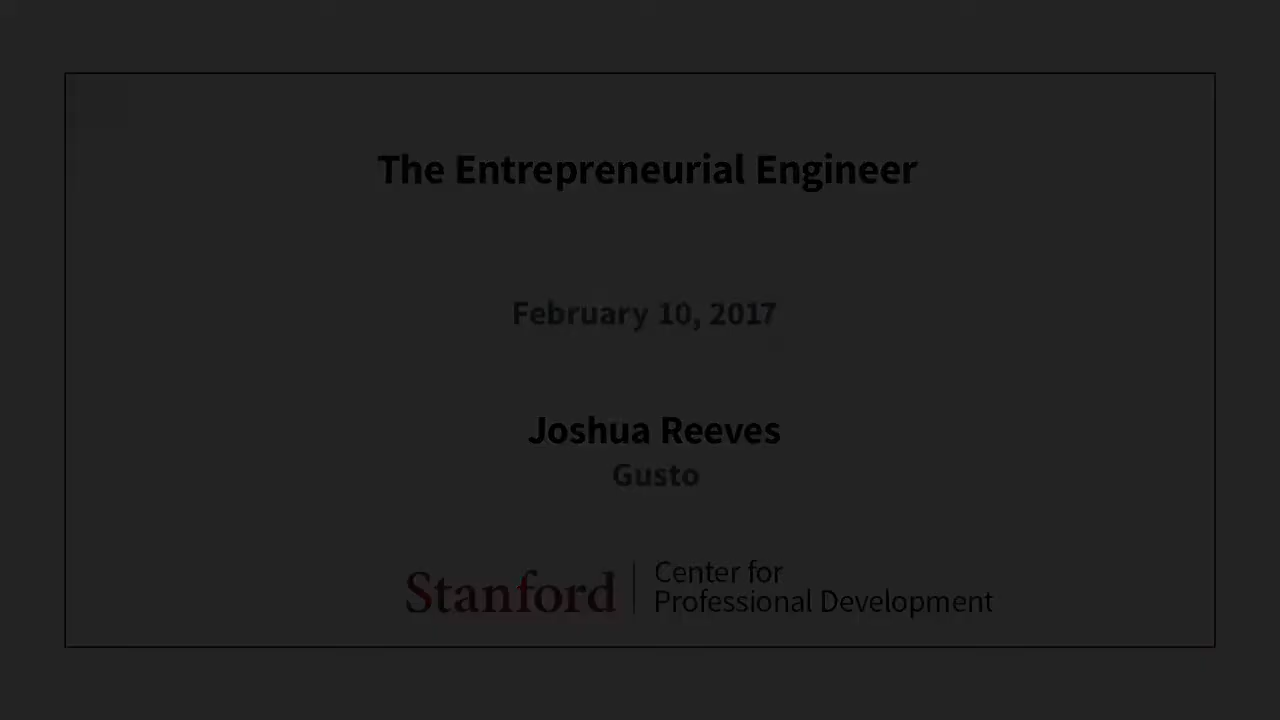 The Entrepreneurial Engineer
February 10, 2017
Joshua Reeves
Gusto
Stanford
Center for
Professional Development